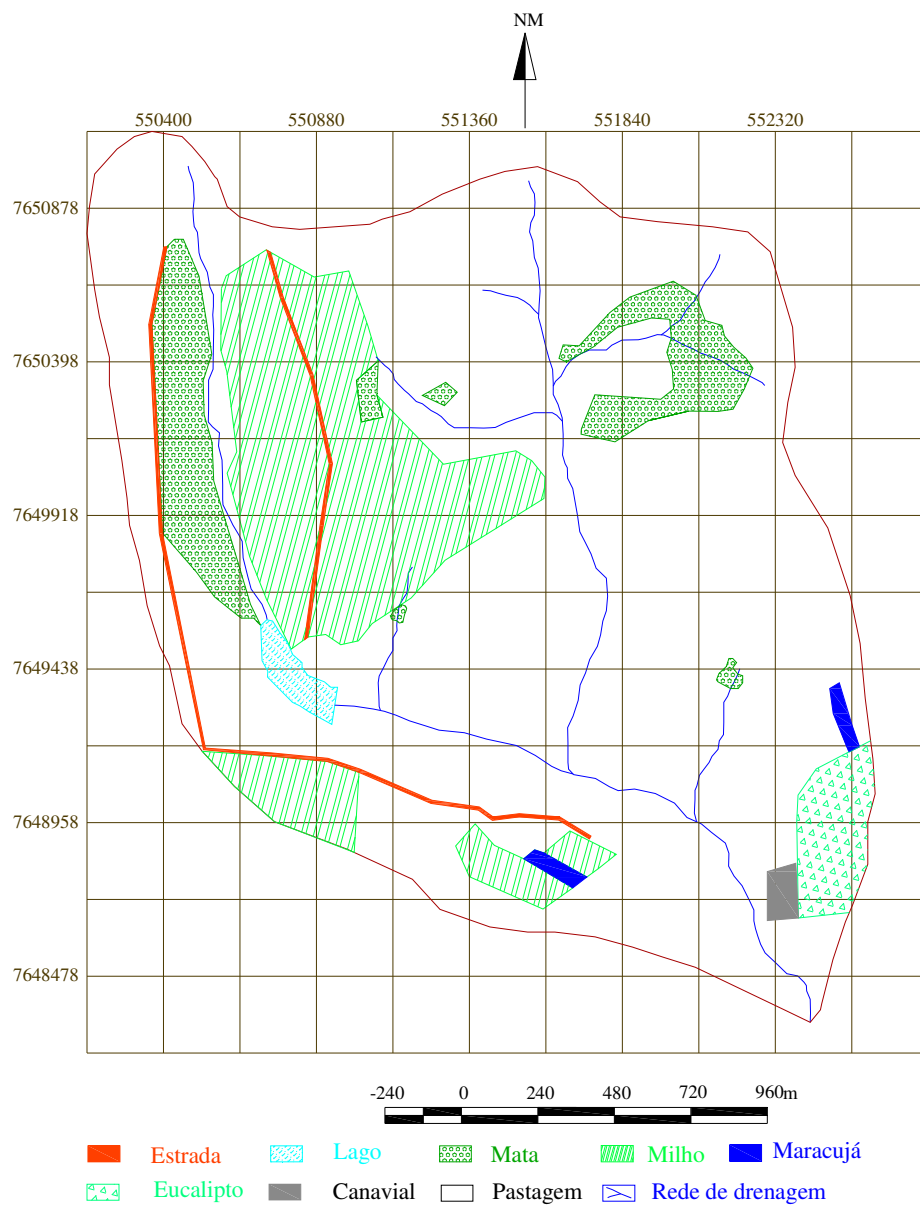 NM
550400 550880 551360 551840 552320
7650878
7650398
7649918
7649438
7648958
7648478
-240 0 240 480 720 960m
Estrada Lago Mata Milho Maracujá
Eucalipto Canavial Pastagem Rede de drenagem